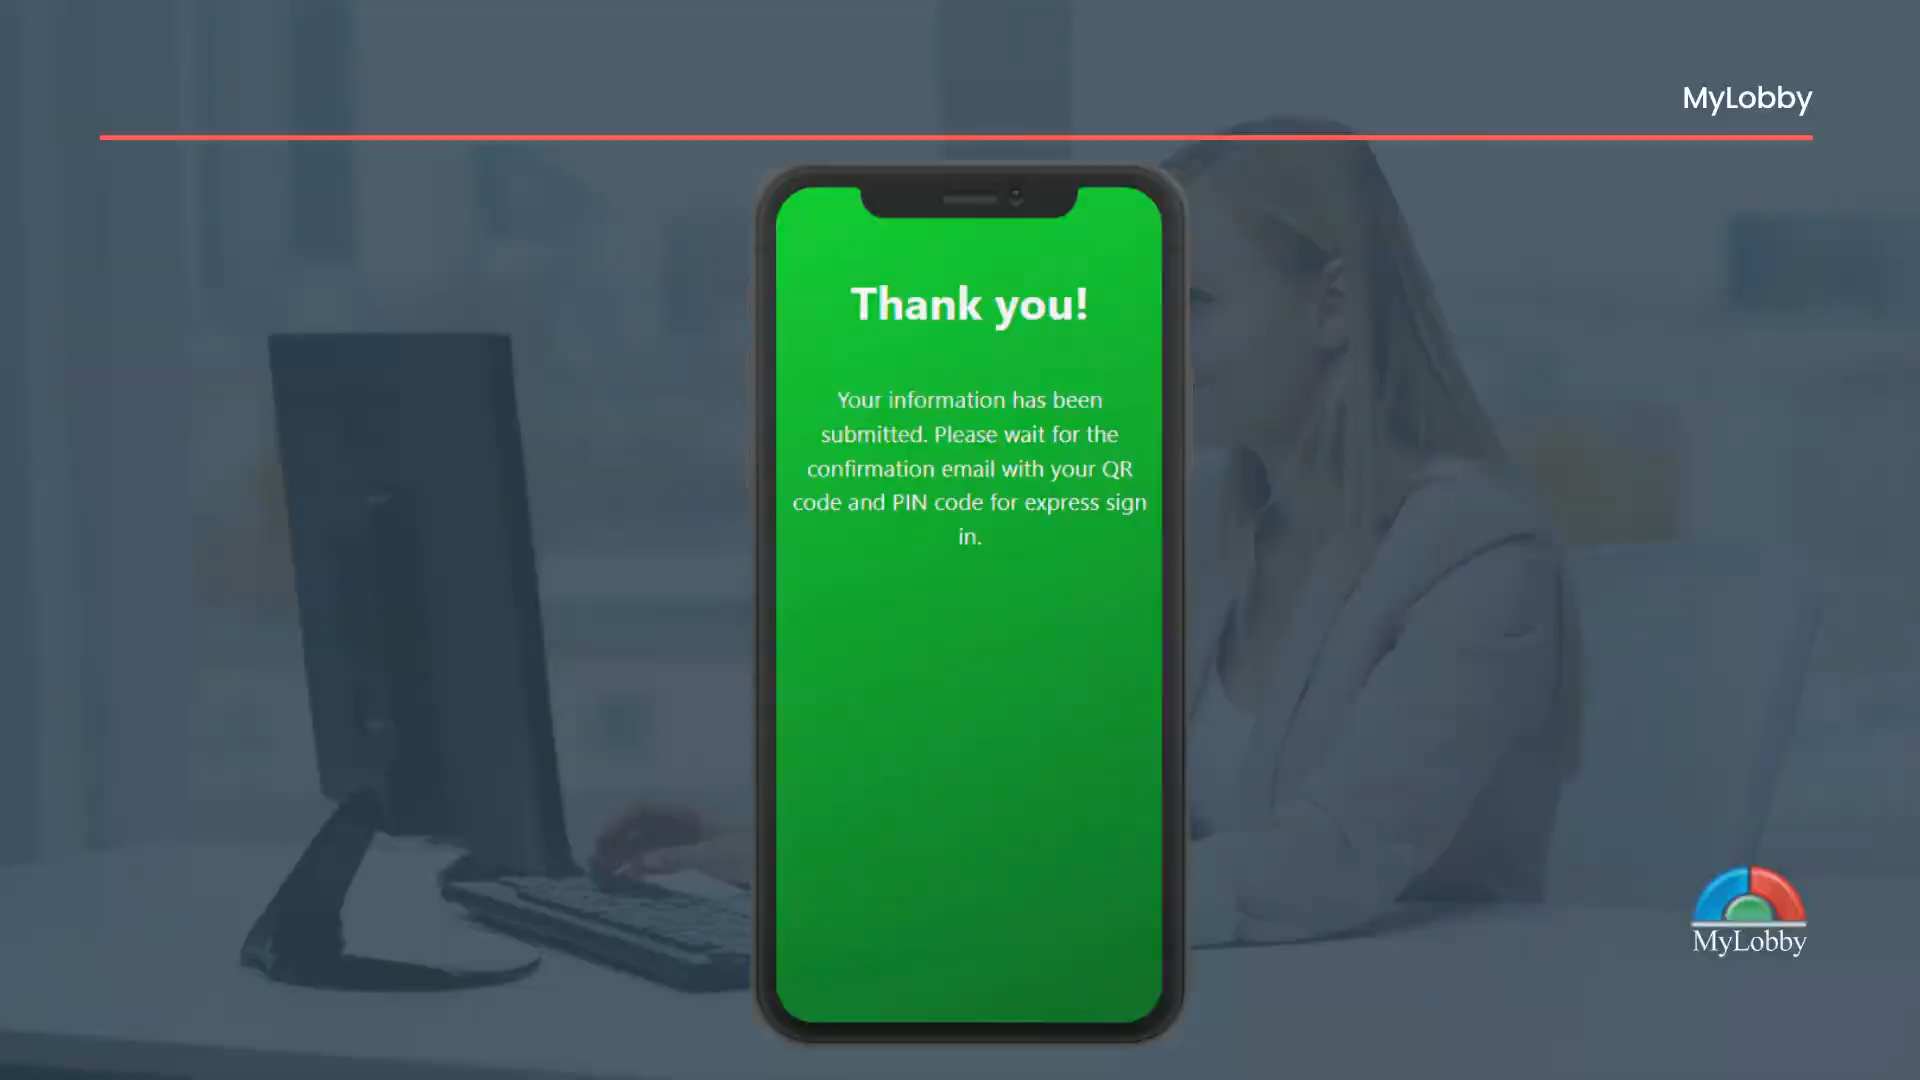 MyLobby
Thank you!
Your information has been
submitted. Please wait for the
confirmation email with your QR
code and PIN code for express sign
in.
MyLobby